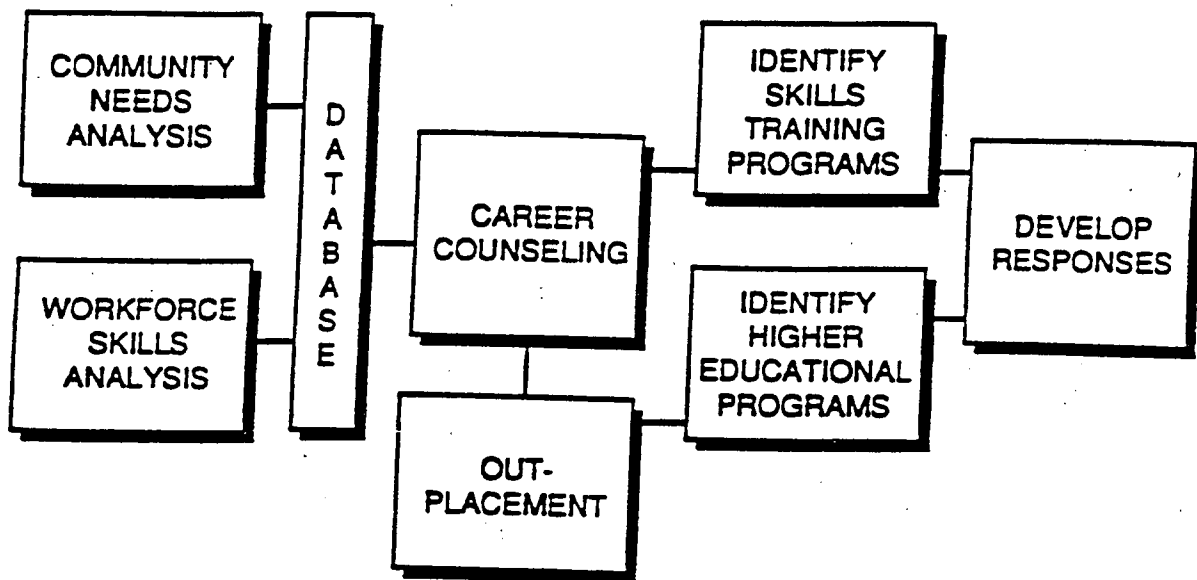 COMMUNITY
NEEDS
ANALYSIS
WORKFORCE
SKILLS
ANALYSIS
D
A
T
A
B
A
S
E
CAREER
COUNSELING
OUT-
PLACEMENT
IDENTIFY
SKILLS
TRAINING
PROGRAMS
IDENTIFY
HIGHER
EDUCATIONAL
PROGRAMS
DEVELOP
RESPONSES